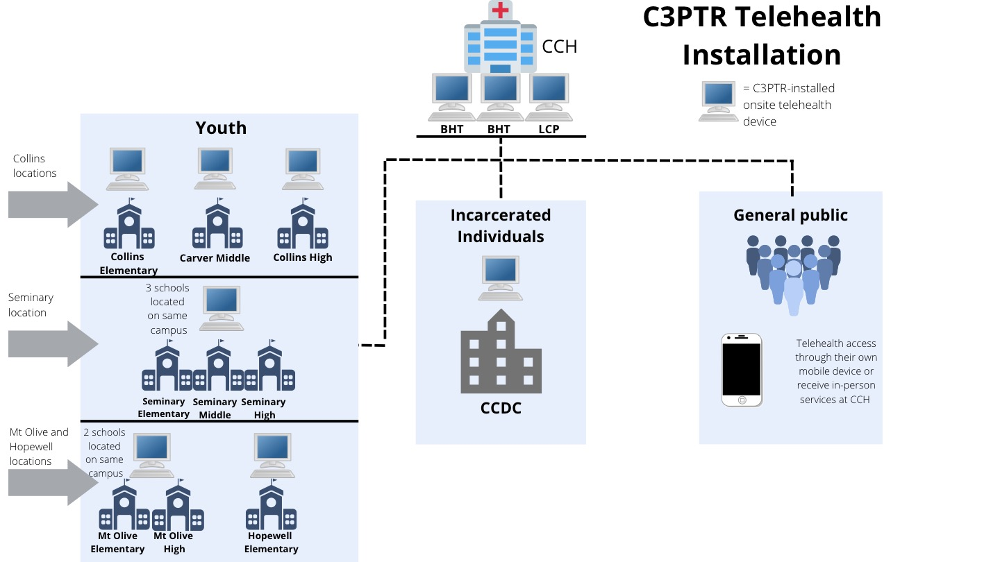 C3PTR Telehealth
Installation
= C3PTR-installed
onsite telehealth
device
CCH
BHT BHT LCP
Youth
Collins
locations
Collins
Elementary
Carver Middle
Collins High
Seminary
location
3 schools
located
on same
campus
Seminary
Elementary
Seminary
Middle
Seminary
High
Mt Olive and
Hopewell
locations
2 schools
located
on same
campus
Mt Olive
Elementary
Mt Olive
High
Hopewell
Elementary
Incarcerated
Individuals
CCDC
General public
Telehealth access
through their own
mobile device or
receive in-person
services at CCH